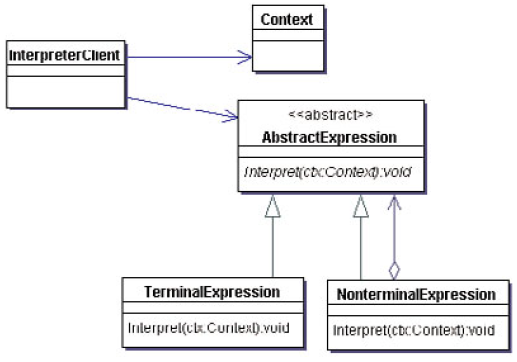 Context
InterpreterClient
<<abstract>>
AbstractExpression
Interpret(ctx:Context):void
TerminalExpression
Interpret(ctx:Context):void
NonterminalExpression
Interpret(ctx:Context):void